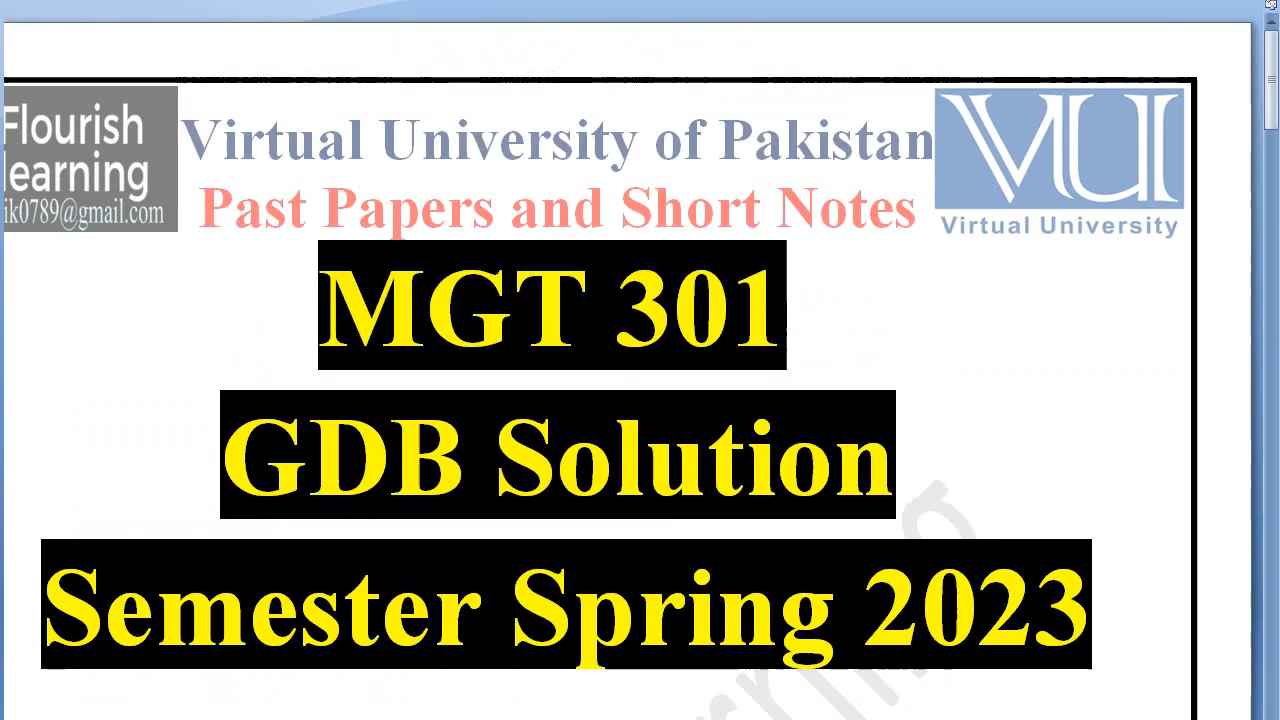 Flourish
learning
ik0789@gmail.com
Virtual University of Pakistan
Past Papers and Short Notes
VU
Virtual University
MGT 301
GDB Solution
Semester Spring 2023